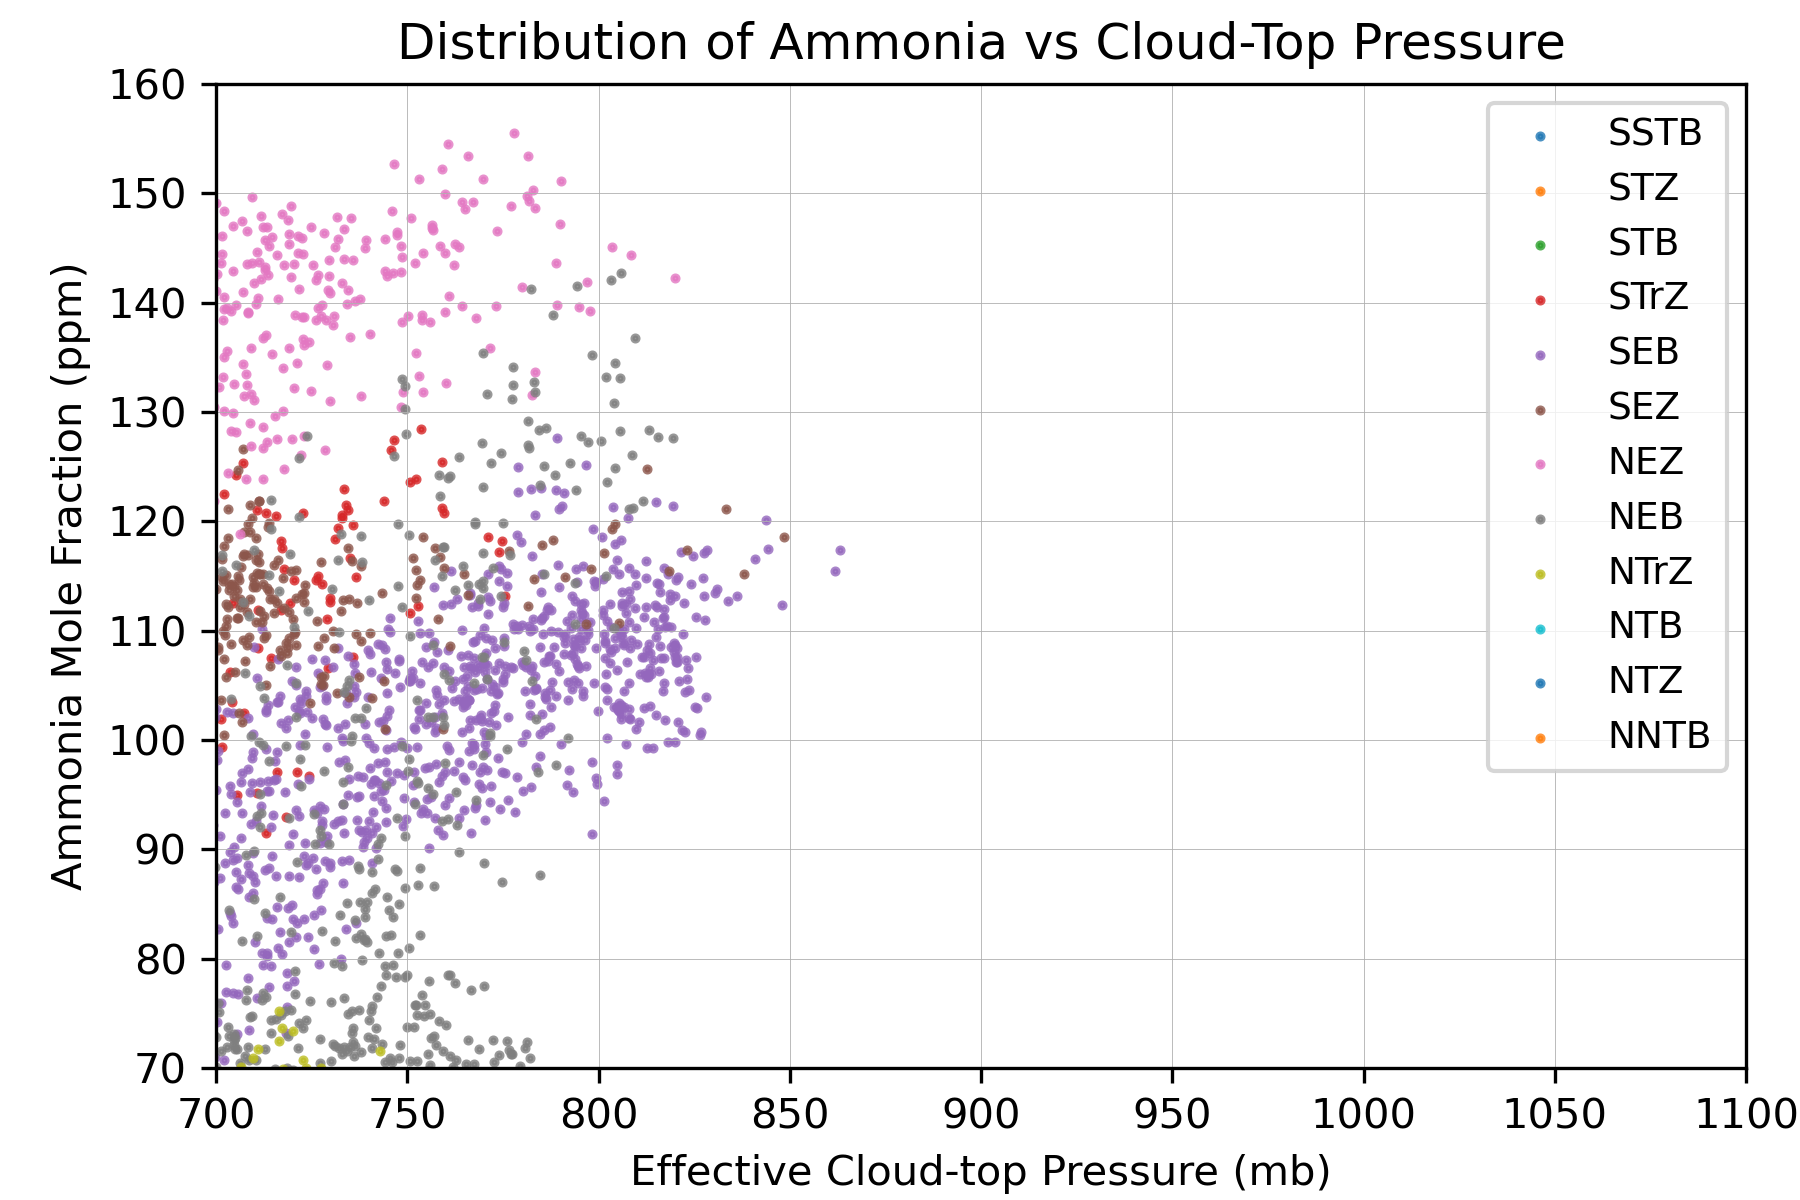 Distribution of Ammonia vs Cloud-Top Pressure
160
150
140
130
120
110
100
90
80
70
Ammonia Mole Fraction (ppm)
SSTB
STZ
STB
STrZ
SEB
SEZ
NEZ
NEB
NTrZ
NTB
NTZ
NNTB
700 750 800 850 900 950 1000 1050 1100
Effective Cloud-top Pressure (mb)